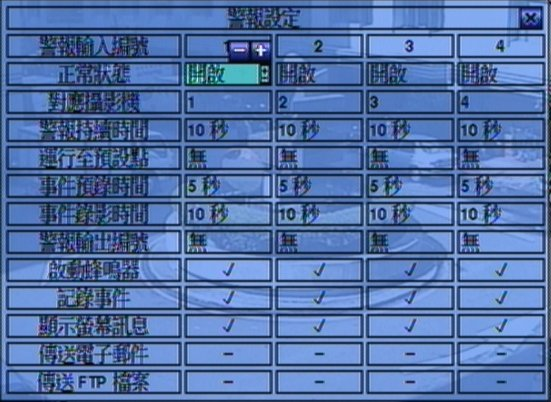 警報設定
警報輸入編號 1 − + 2 3 4
正常狀態 開啟 開啟 開啟 開啟
對應攝影機 1 2 3 4
警報持續時間 10 秒 10 秒 10 秒 10 秒
運行至預設點 無 無 無 無
事件預錄時間 5 秒 5 秒 5 秒 5 秒
事件錄影時間 10 秒 10 秒 10 秒 10 秒
警報輸出編號 無 無 無 無
啟動蜂鳴器 ✓ ✓ ✓ ✓
記錄事件 ✓ ✓ ✓ ✓
顯示螢幕訊息 ✓ ✓ ✓ ✓
傳送電子郵件 − − − −
傳送 FTP 檔案 − − − −